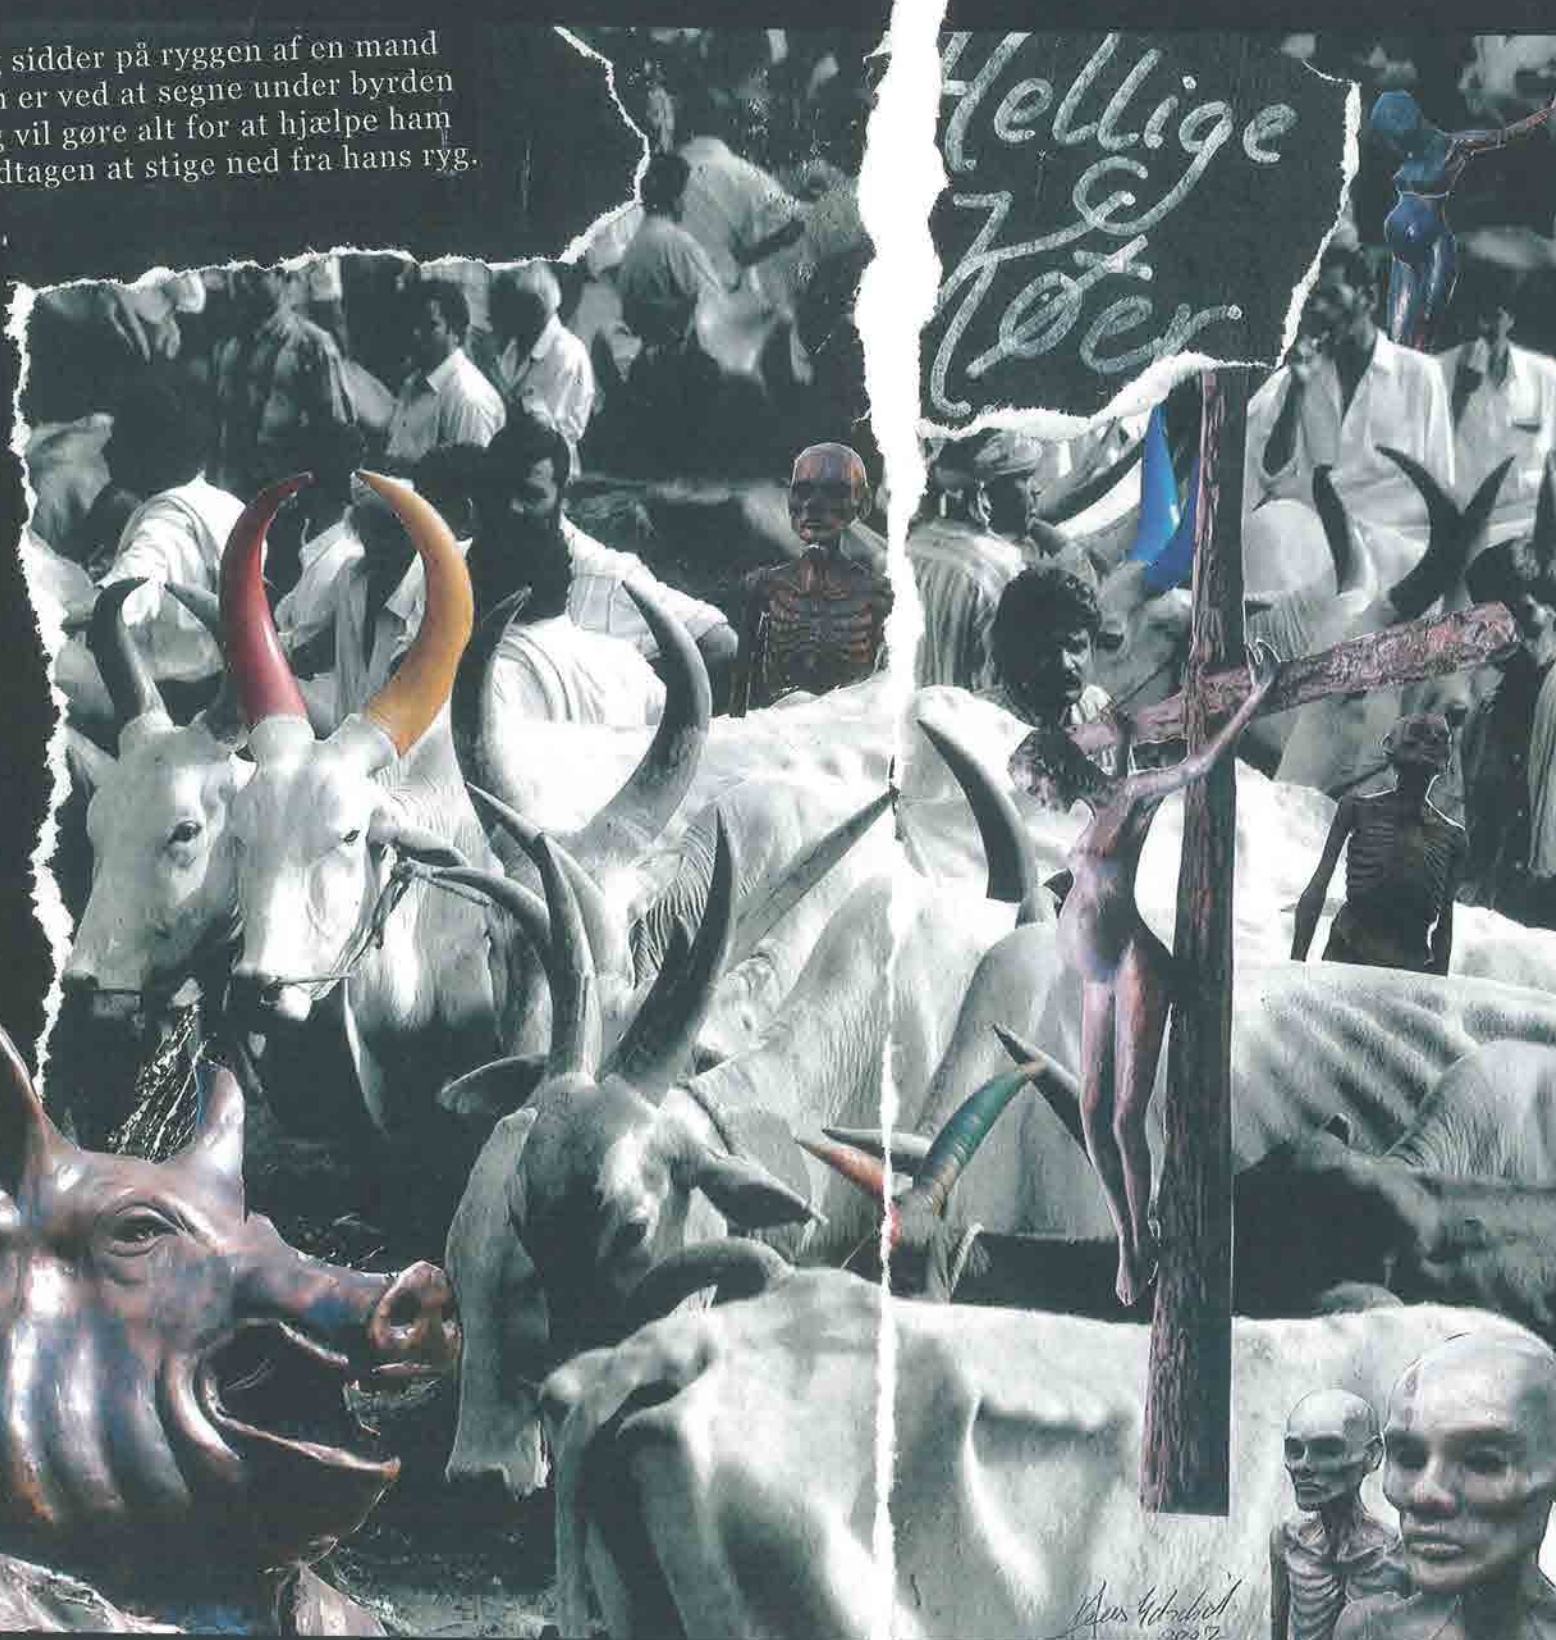 sidder på ryggen af en mand
er ved at segne under byrden
vil gøre alt for at hjælpe ham
dtagen at stige ned fra hans ryg.
Hellige
Køer